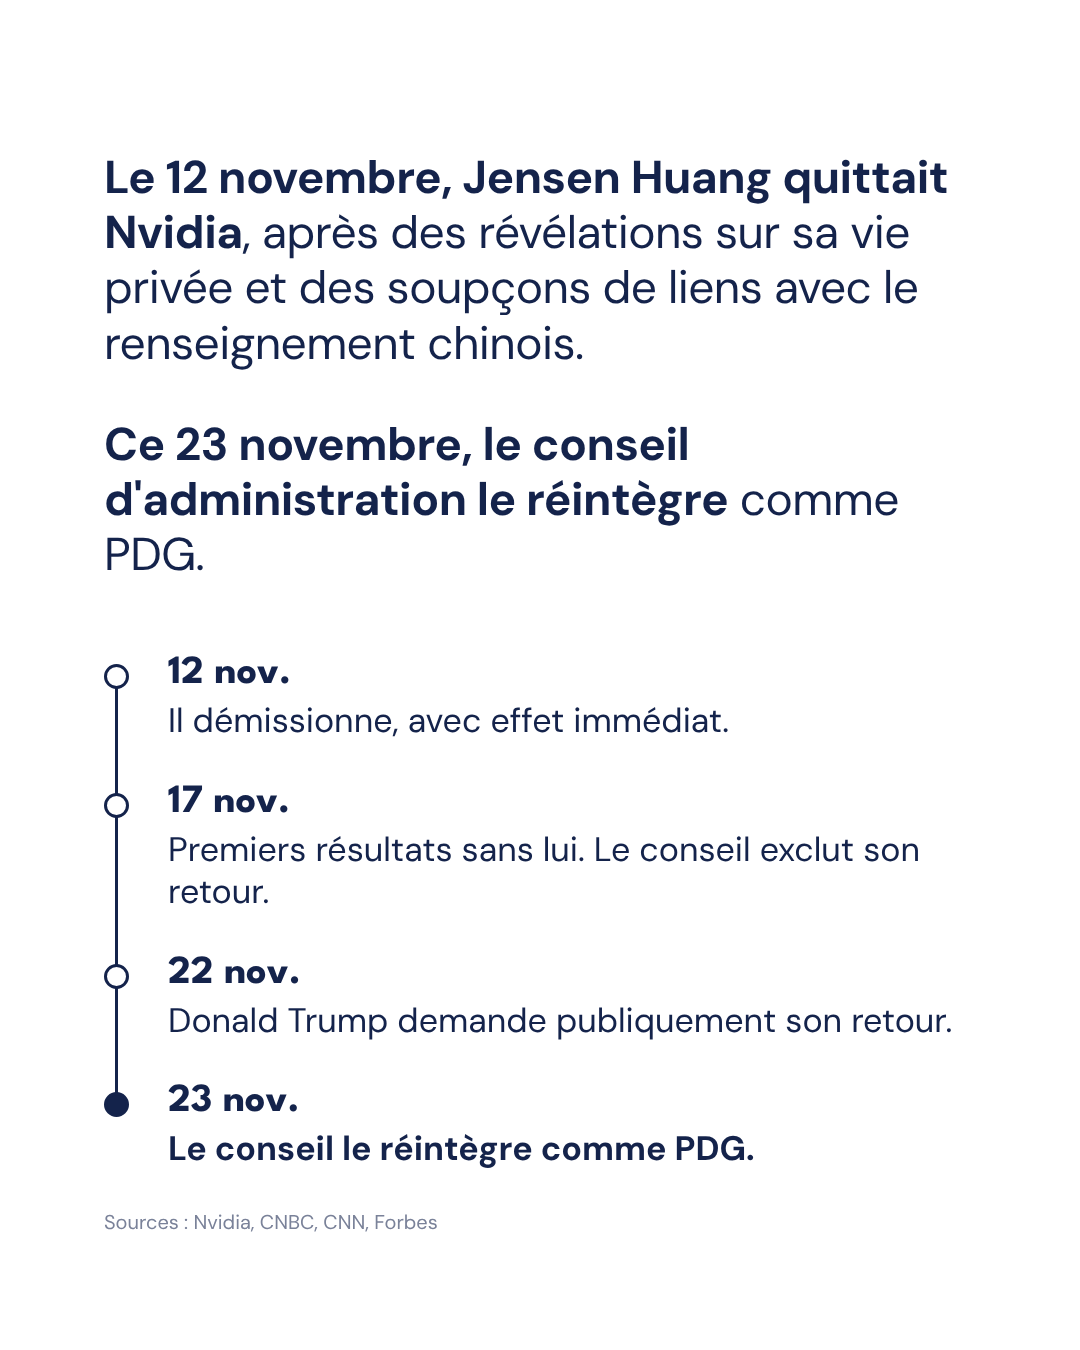 Le 12 novembre, Jensen Huang quittait
Nvidia, après des révélations sur sa vie
privée et des soupçons de liens avec le
renseignement chinois.
Ce 23 novembre, le conseil
d'administration le réintègre comme
PDG.
12 nov.
Il démissionne, avec effet immédiat.
17 nov.
Premiers résultats sans lui. Le conseil exclut son
retour.
22 nov.
Donald Trump demande publiquement son retour.
23 nov.
Le conseil le réintègre comme PDG.
Sources : Nvidia, CNBC, CNN, Forbes